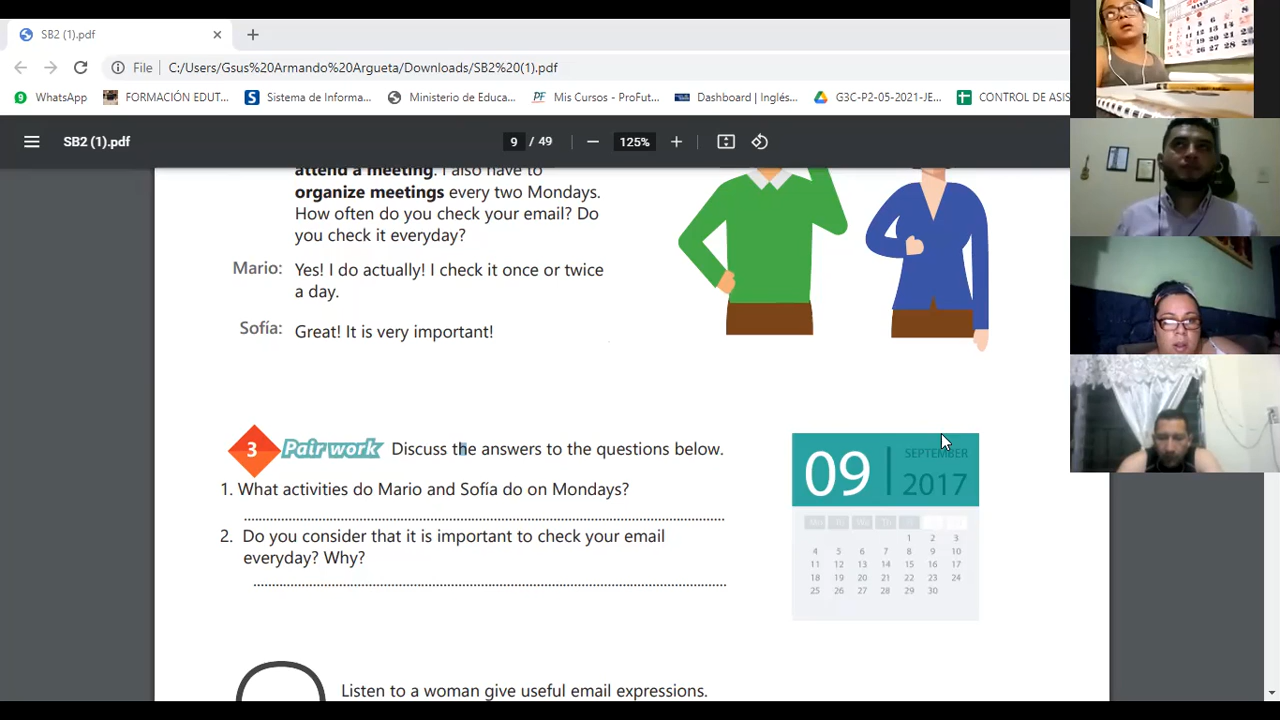 SB2 (1).pdf
File
C:/Users/Gsus%20Armando%20Argueta/Downloads/SB2%20(1).pdf
WhatsApp
FORMACIÓN EDUT...
Sistema de Informa...
Ministerio de Educa...
Mis Cursos — ProFut...
Dashboard | Inglés...
G3C-P2-05-2021-JE...
CONTROL DE ASIS
SB2 (1).pdf
9 / 49
125%
attend a meeting. I also have to
organize meetings every two Mondays.
How often do you check your email? Do
you check it everyday?
Mario: Yes! I do actually! I check it once or twice
a day.
Sofía: Great! It is very important!
3 Pair work Discuss the answers to the questions below.
1. What activities do Mario and Sofía do on Mondays?
2. Do you consider that it is important to check your email
everyday? Why?
09 SEPTEMBER
2017
1 2 3
4 5 6 7 8 9 10
11 12 13 14 15 16 17
18 19 20 21 22 23 24
25 26 27 28 29 30
Listen to a woman give useful email expressions.
MAYO